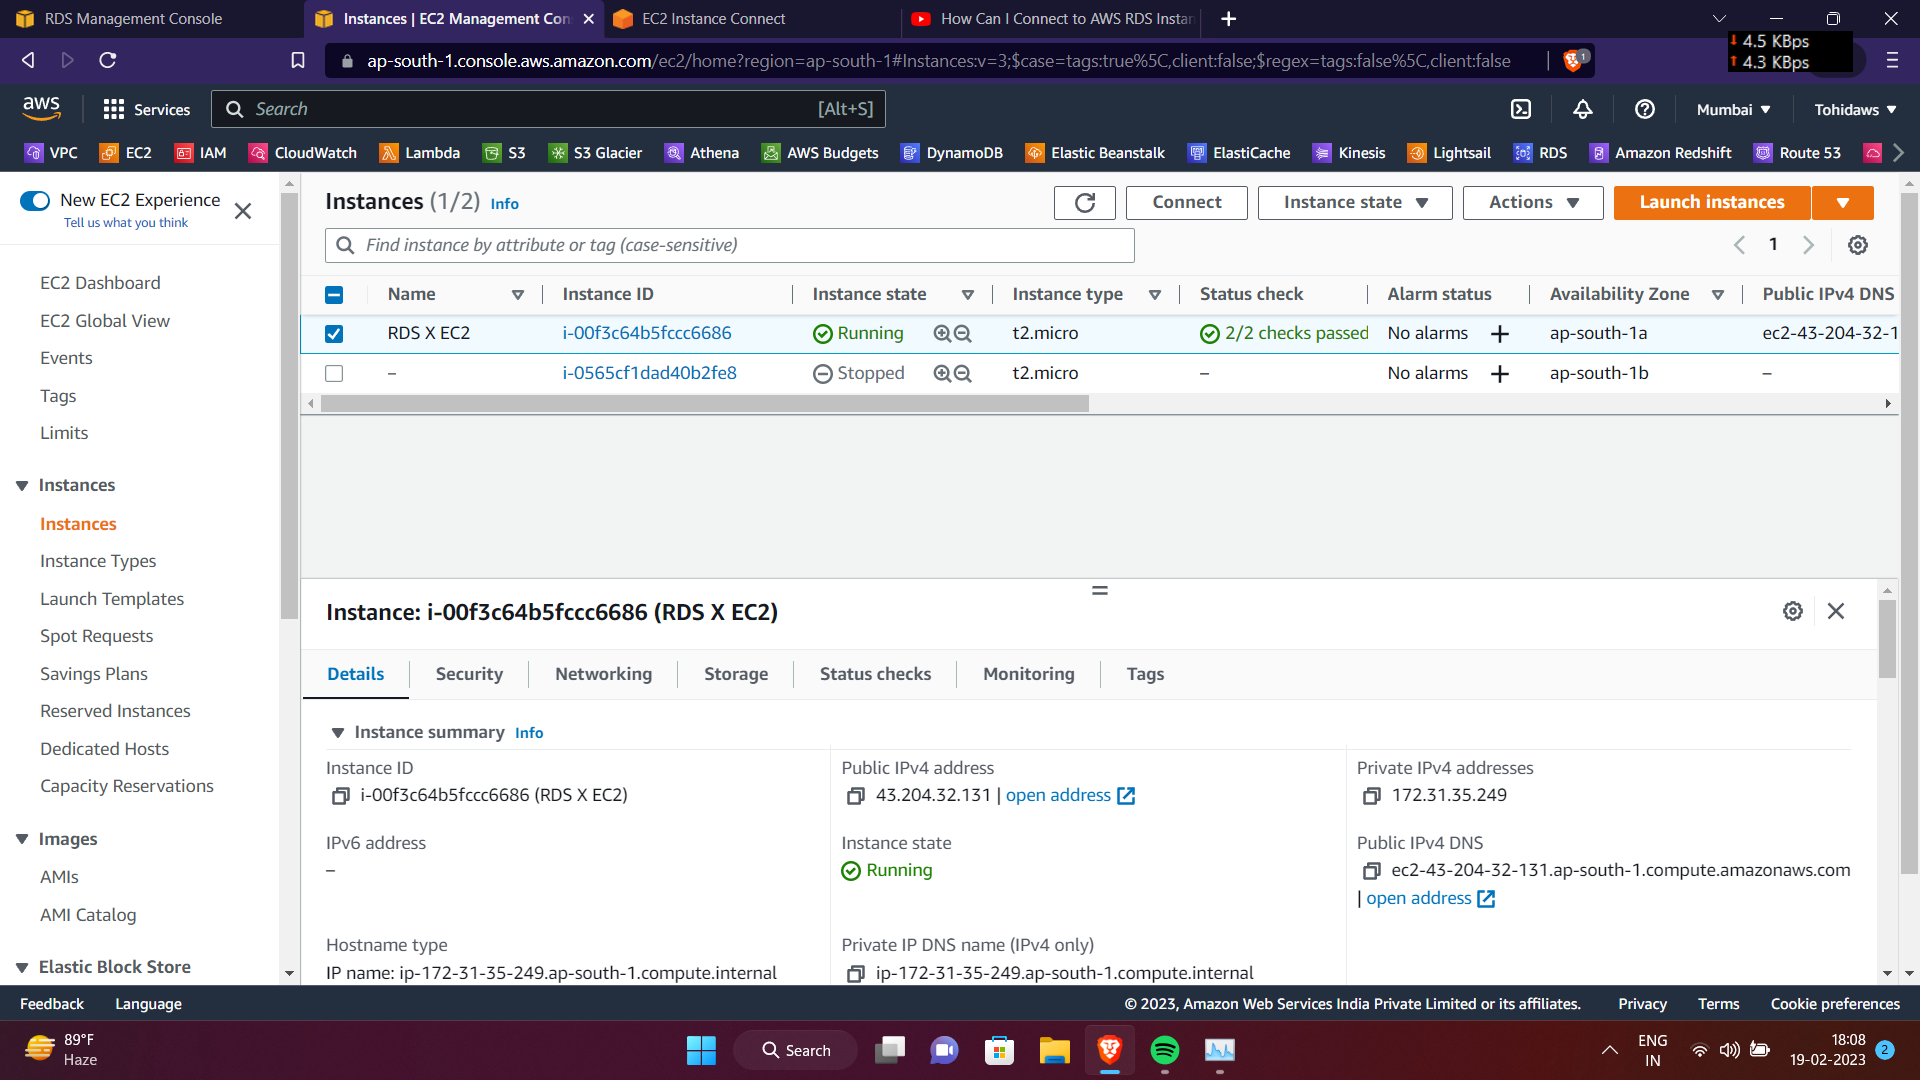 RDS Management Console
Instances | EC2 Management Con
EC2 Instance Connect
How Can I Connect to AWS RDS Instan
ap-south-1.console.aws.amazon.com/ec2/home?region=ap-south-1#Instances:v=3;$case=tags:true%5C,client:false;$regex=tags:false%5C,client:false
1
4.5 KBps
4.3 KBps
aws
Services
Search
[Alt+S]
Mumbai
Tohidaws
VPC
EC2
IAM
CloudWatch
Lambda
S3
S3 Glacier
Athena
AWS Budgets
DynamoDB
Elastic Beanstalk
ElastiCache
Kinesis
Lightsail
RDS
Amazon Redshift
Route 53
New EC2 Experience
Tell us what you think
EC2 Dashboard
EC2 Global View
Events
Tags
Limits
Instances
Instances
Instance Types
Launch Templates
Spot Requests
Savings Plans
Reserved Instances
Dedicated Hosts
Capacity Reservations
Images
AMIs
AMI Catalog
Elastic Block Store
Instances (1/2) Info
Connect
Instance state
Actions
Launch instances
Find instance by attribute or tag (case-sensitive)
1
Name Instance ID Instance state Instance type Status check Alarm status Availability Zone Public IPv4 DNS
RDS X EC2 i-00f3c64b5fccc6686 Running t2.micro 2/2 checks passed No alarms + ap-south-1a ec2-43-204-32-1
– i-0565cf1dad40b2fe8 Stopped t2.micro – No alarms + ap-south-1b –
Instance: i-00f3c64b5fccc6686 (RDS X EC2)
Details
Security
Networking
Storage
Status checks
Monitoring
Tags
Instance summary Info
Instance ID
i-00f3c64b5fccc6686 (RDS X EC2)
Public IPv4 address
43.204.32.131 | open address
Private IPv4 addresses
172.31.35.249
IPv6 address
–
Instance state
Running
Public IPv4 DNS
ec2-43-204-32-131.ap-south-1.compute.amazonaws.com
| open address
Hostname type
IP name: ip-172-31-35-249.ap-south-1.compute.internal
Private IP DNS name (IPv4 only)
ip-172-31-35-249.ap-south-1.compute.internal
Feedback
Language
© 2023, Amazon Web Services India Private Limited or its affiliates.
Privacy
Terms
Cookie preferences
89°F
Haze
Search
ENG
IN
18:08
19-02-2023
2